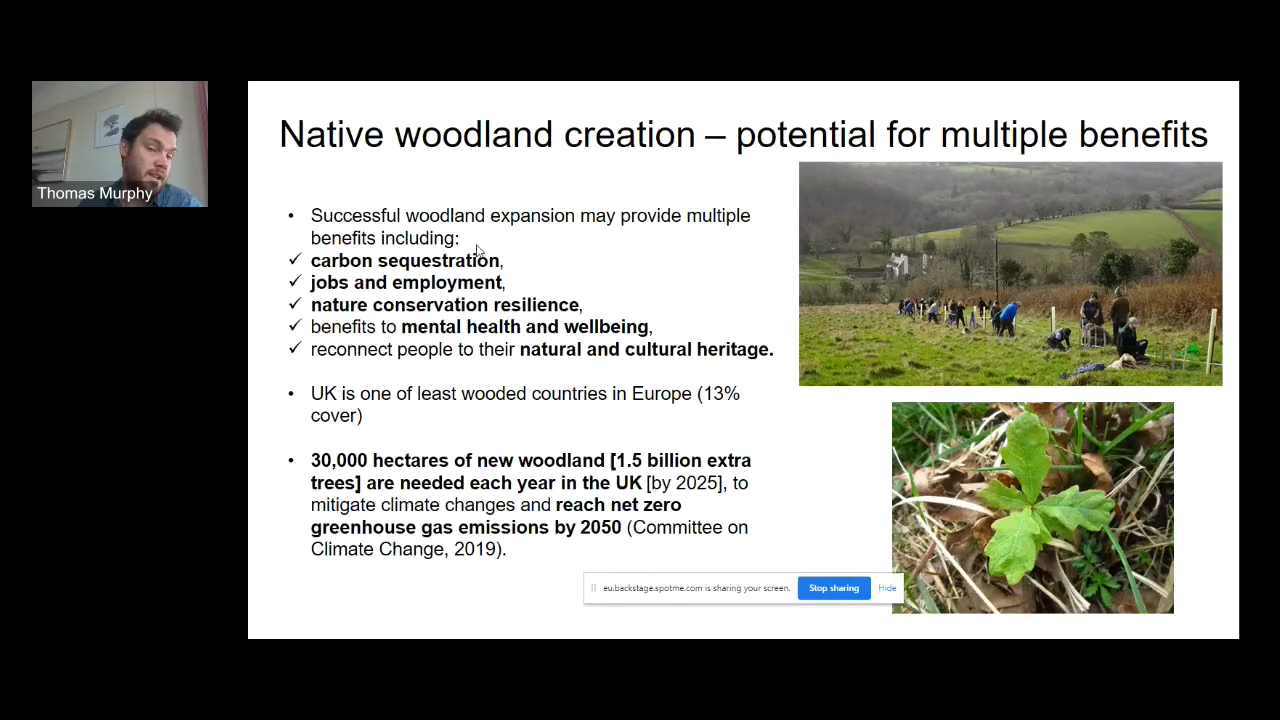 Thomas Murphy
Native woodland creation – potential for multiple benefits
• Successful woodland expansion may provide multiple
benefits including:
✓ carbon sequestration,
✓ jobs and employment,
✓ nature conservation resilience,
✓ benefits to mental health and wellbeing,
✓ reconnect people to their natural and cultural heritage.
• UK is one of least wooded countries in Europe (13%
cover)
• 30,000 hectares of new woodland [1.5 billion extra
trees] are needed each year in the UK [by 2025], to
mitigate climate changes and reach net zero
greenhouse gas emissions by 2050 (Committee on
Climate Change, 2019).
eu.backstage.spotme.com is sharing your screen. Stop sharing Hide